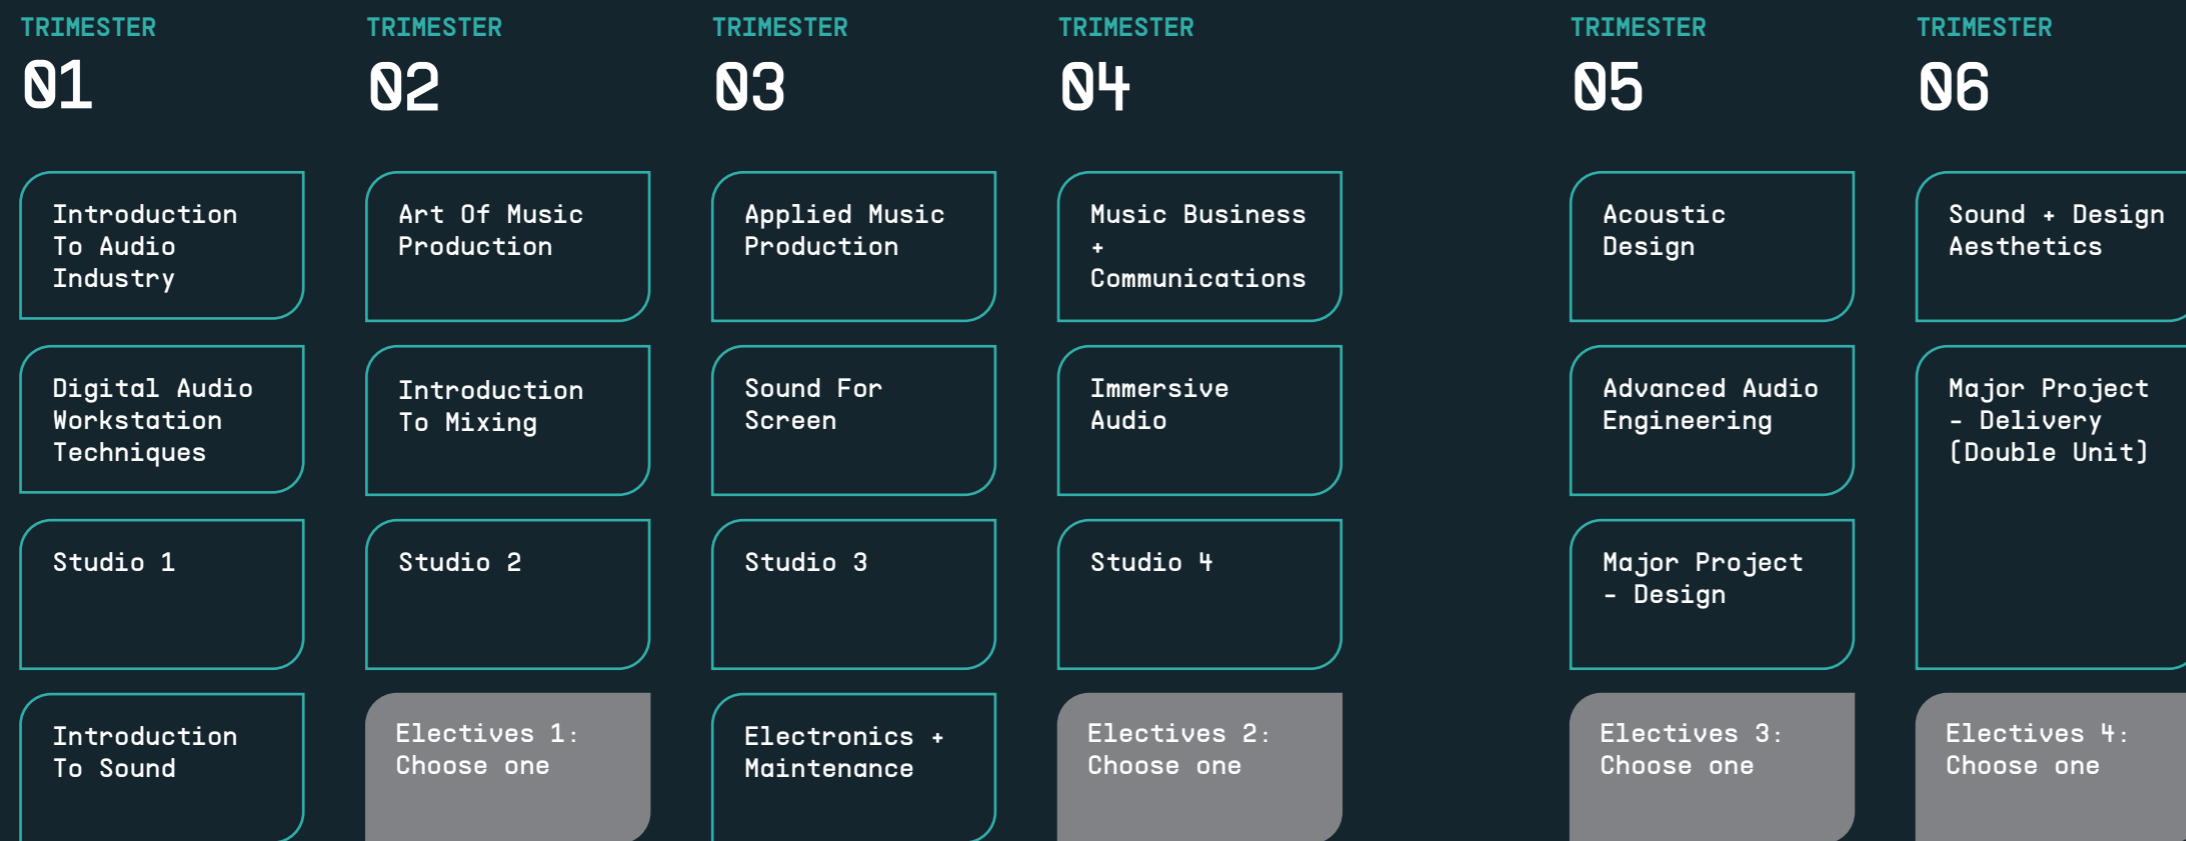 TRIMESTER
01
Introduction
To Audio
Industry
Digital Audio
Workstation
Techniques
Studio 1
Introduction
To Sound
TRIMESTER
02
Art Of Music
Production
Introduction
To Mixing
Studio 2
Electives 1:
Choose one
TRIMESTER
03
Applied Music
Production
Sound For
Screen
Studio 3
Electronics +
Maintenance
TRIMESTER
04
Music Business
+
Communications
Immersive
Audio
Studio 4
Electives 2:
Choose one
TRIMESTER
05
Acoustic
Design
Advanced Audio
Engineering
Major Project
- Design
Electives 3:
Choose one
TRIMESTER
06
Sound + Design
Aesthetics
Major Project
- Delivery
(Double Unit)
Electives 4:
Choose one